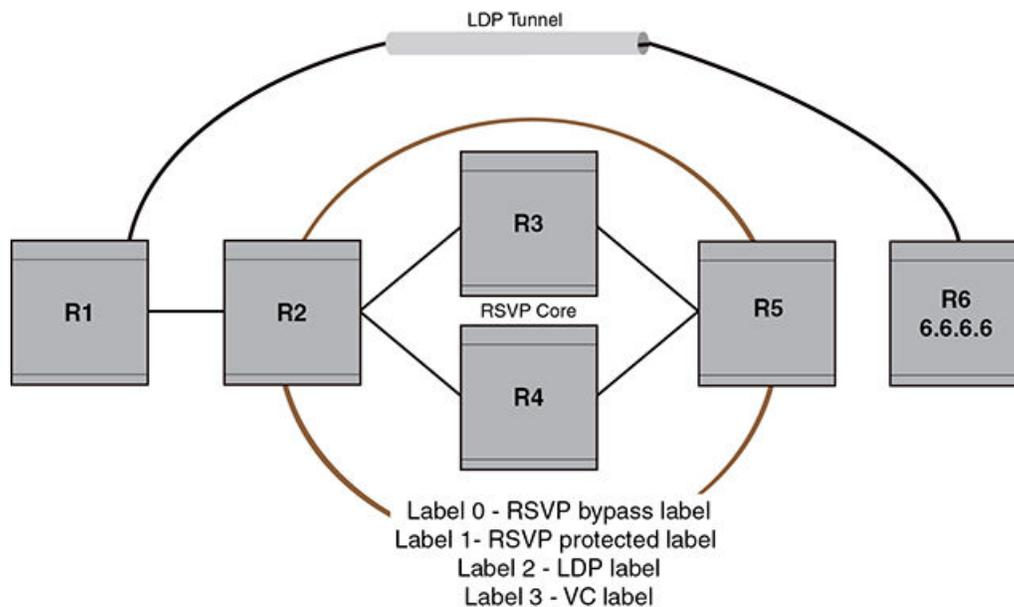 LDP Tunnel
R3
R1
R2
RSVP Core
R5
R6
6.6.6.6
R4
Label 0 - RSVP bypass label
Label 1- RSVP protected label
Label 2 - LDP label
Label 3 - VC label